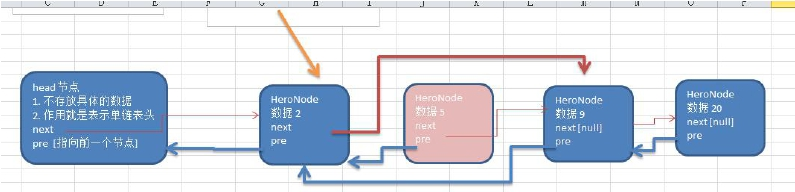 head 节点
1. 不存放具体的数据
2. 作用就是表示单链表头
next
pre [指向前一个节点]
HeroNode
数据 2
next
pre
HeroNode
数据 5
next
pre
HeroNode
数据 9
next [null]
pre
HeroNode
数据 20
next [null]
pre